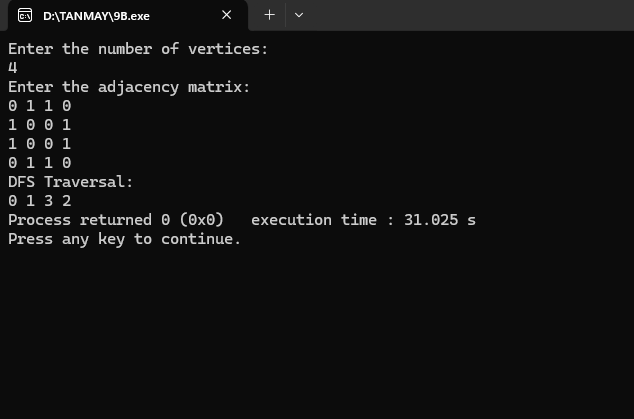 D:\TANMAY\9B.exe
Enter the number of vertices:
4
Enter the adjacency matrix:
0 1 1 0
1 0 0 1
1 0 0 1
0 1 1 0
DFS Traversal:
0 1 3 2
Process returned 0 (0x0)   execution time : 31.025 s
Press any key to continue.